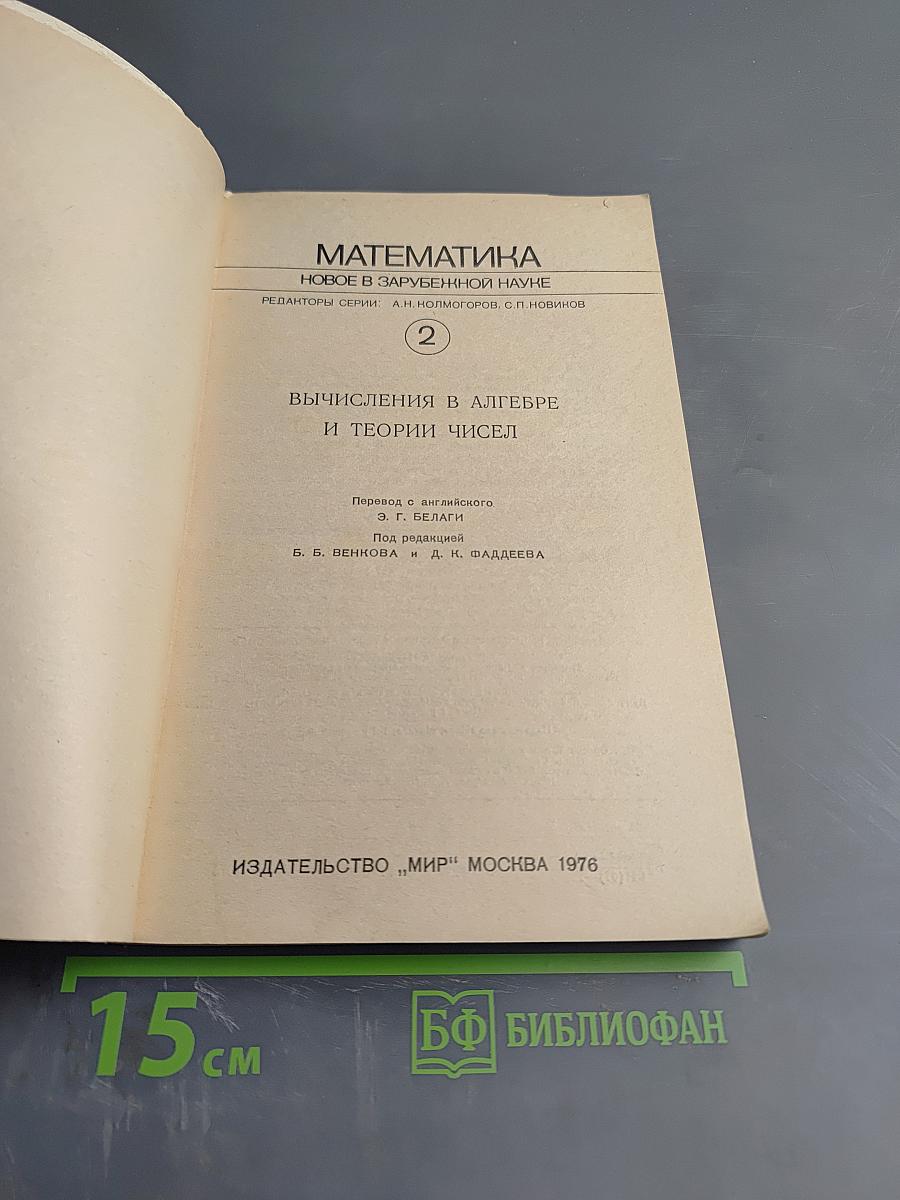 МАТЕМАТИКА
НОВОЕ В ЗАРУБЕЖНОЙ НАУКЕ
РЕДАКТОРЫ СЕРИИ: А.Н. КОЛМОГОРОВ, С.П. НОВИКОВ
2
ВЫЧИСЛЕНИЯ В АЛГЕБРЕ
И ТЕОРИИ ЧИСЕЛ
Перевод с английского
Э. Г. БЕЛАГИ
Под редакцией
Б. Б. ВЕНКОВА и Д. К. ФАДДЕЕВА
ИЗДАТЕЛЬСТВО „МИР“ МОСКВА 1976
15 см
БФ БИБЛИОФАН